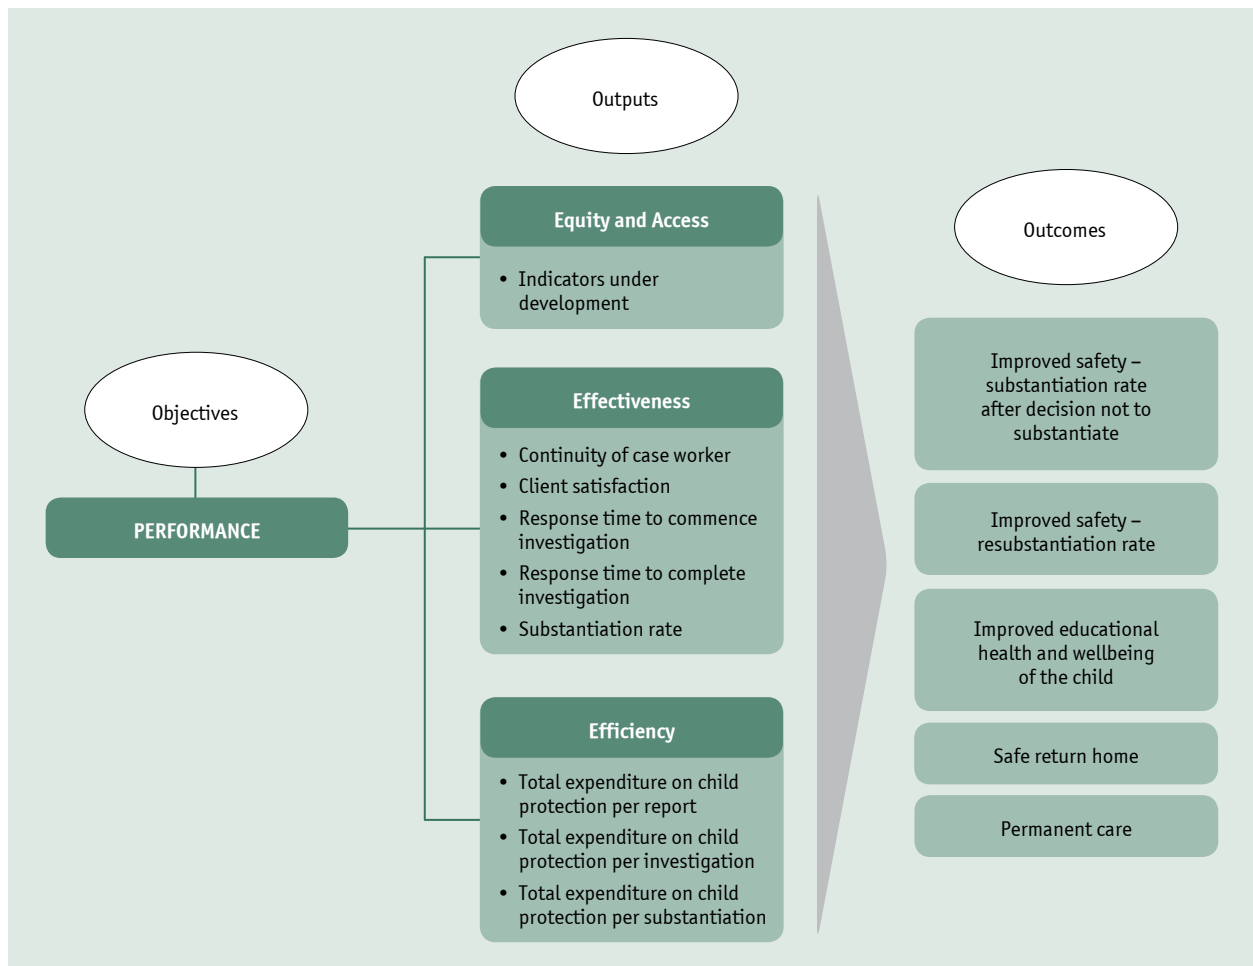 Outputs
Equity and Access
• Indicators under
development
Effectiveness
• Continuity of case worker
• Client satisfaction
• Response time to commence
investigation
• Response time to complete
investigation
• Substantiation rate
Efficiency
• Total expenditure on child
protection per report
• Total expenditure on child
protection per investigation
• Total expenditure on child
protection per substantiation
Objectives
PERFORMANCE
Outcomes
Improved safety –
substantiation rate
after decision not to
substantiate
Improved safety –
resubstantiation rate
Improved educational
health and wellbeing
of the child
Safe return home
Permanent care